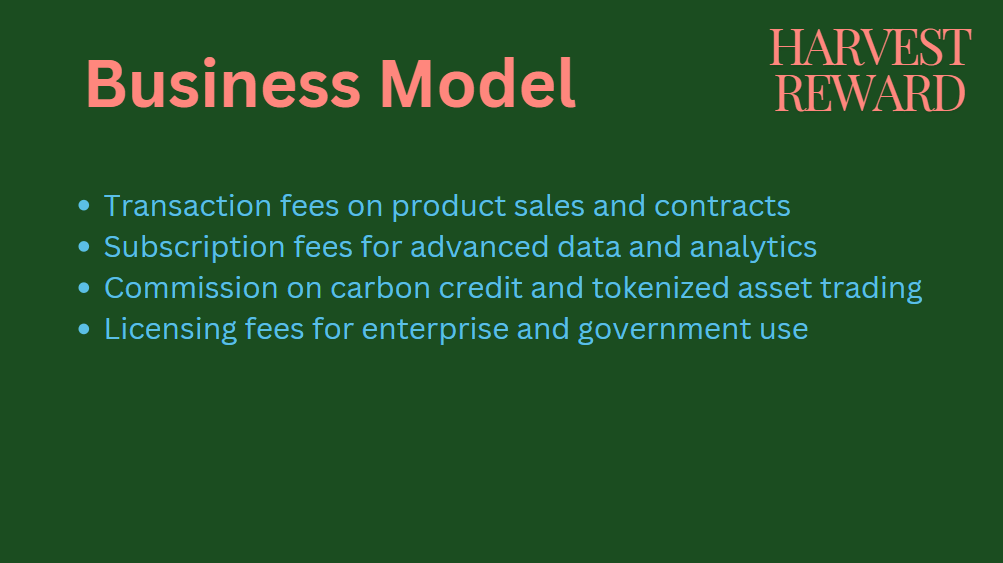 Business Model
HARVEST
REWARD
• Transaction fees on product sales and contracts
• Subscription fees for advanced data and analytics
• Commission on carbon credit and tokenized asset trading
• Licensing fees for enterprise and government use